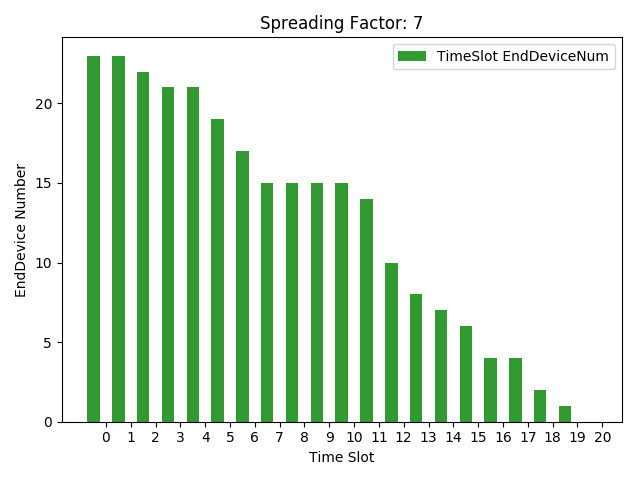 Spreading Factor: 7
TimeSlot EndDeviceNum
EndDevice Number
20
15
10
5
0
0 1 2 3 4 5 6 7 8 9 10 11 12 13 14 15 16 17 18 19 20
Time Slot